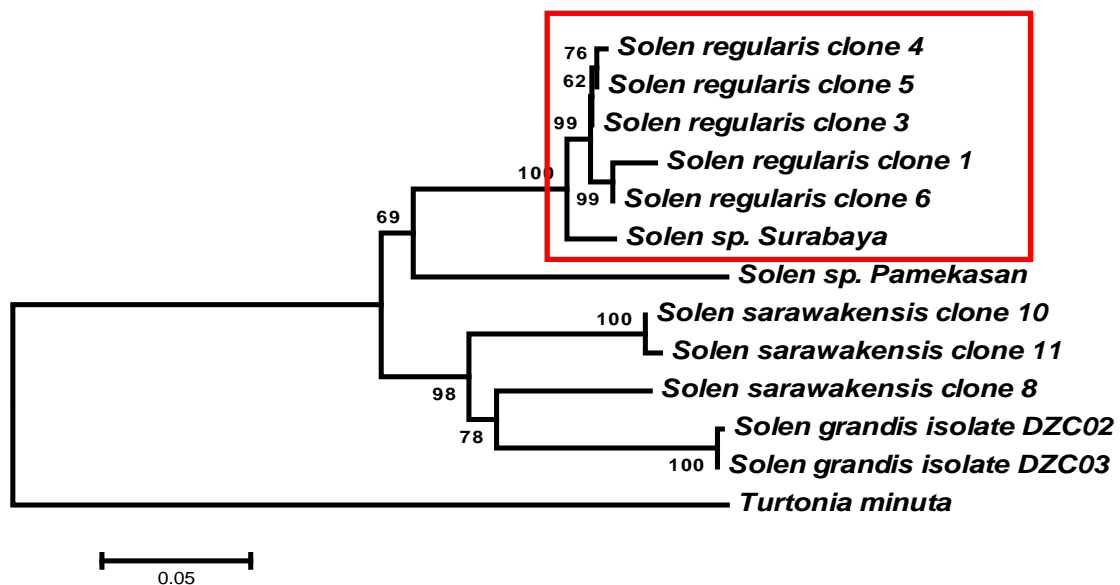 Solen regularis clone 4
76
Solen regularis clone 5
62
Solen regularis clone 3
99
Solen regularis clone 1
100
Solen regularis clone 6
99
Solen sp. Surabaya
69
Solen sp. Pamekasan
Solen sarawakensis clone 10
100
Solen sarawakensis clone 11
Solen sarawakensis clone 8
98
Solen grandis isolate DZC02
78
Solen grandis isolate DZC03
100
Turtonia minuta
0.05